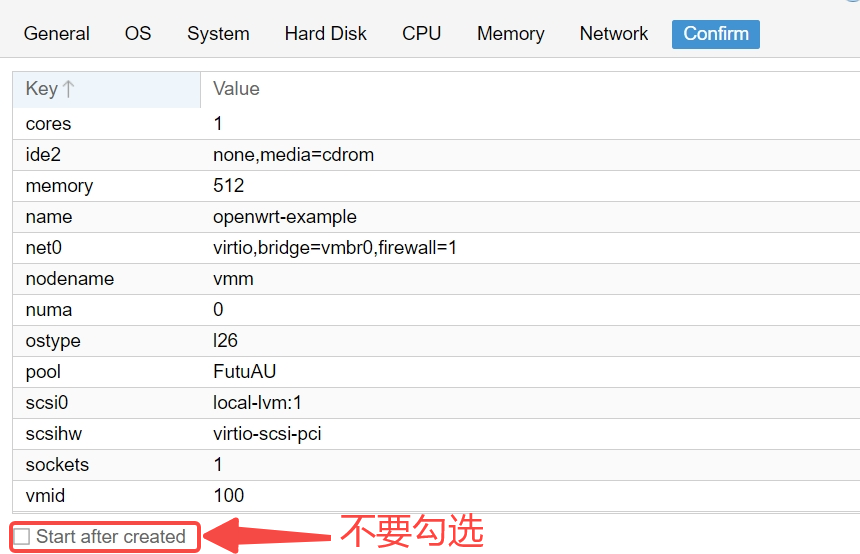 General OS System Hard Disk CPU Memory Network Confirm
Key↑ Value
cores 1
ide2 none,media=cdrom
memory 512
name openwrt-example
net0 virtio,bridge=vmbr0,firewall=1
nodename vmm
numa 0
ostype l26
pool FutuAU
scsi0 local-lvm:1
scsihw virtio-scsi-pci
sockets 1
vmid 100
Start after created 不要勾选